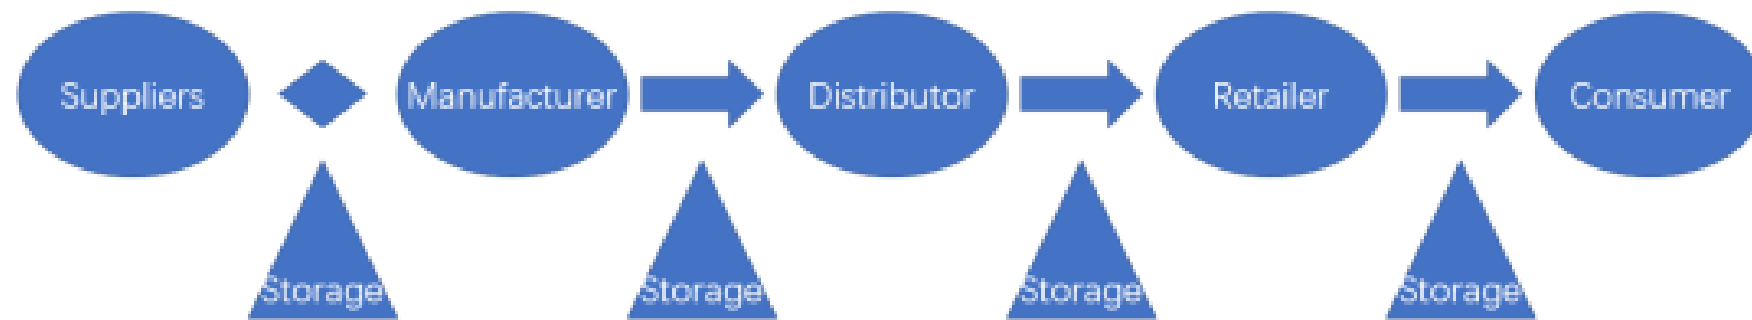 Suppliers
Manufacturer
Distributor
Retailer
Consumer
Storage
Storage
Storage
Storage